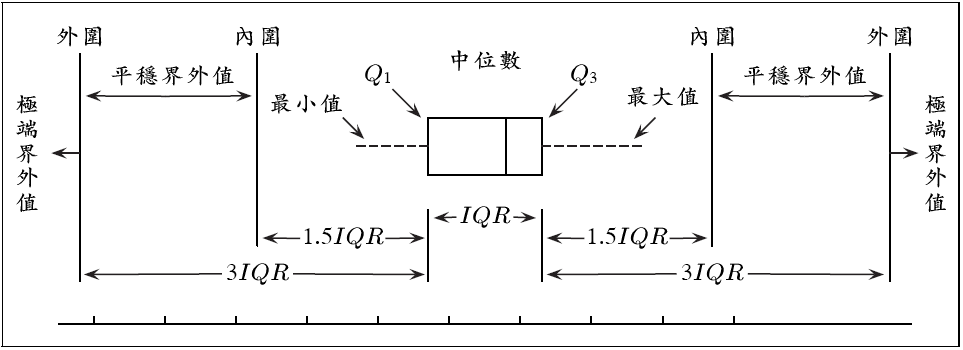 外圍
內圍
內圍
外圍
中位數
平穩界外值
Q1
Q3
平穩界外值
最小值
最大值
極端界外值
極端界外值
IQR
1.5IQR
1.5IQR
3IQR
3IQR